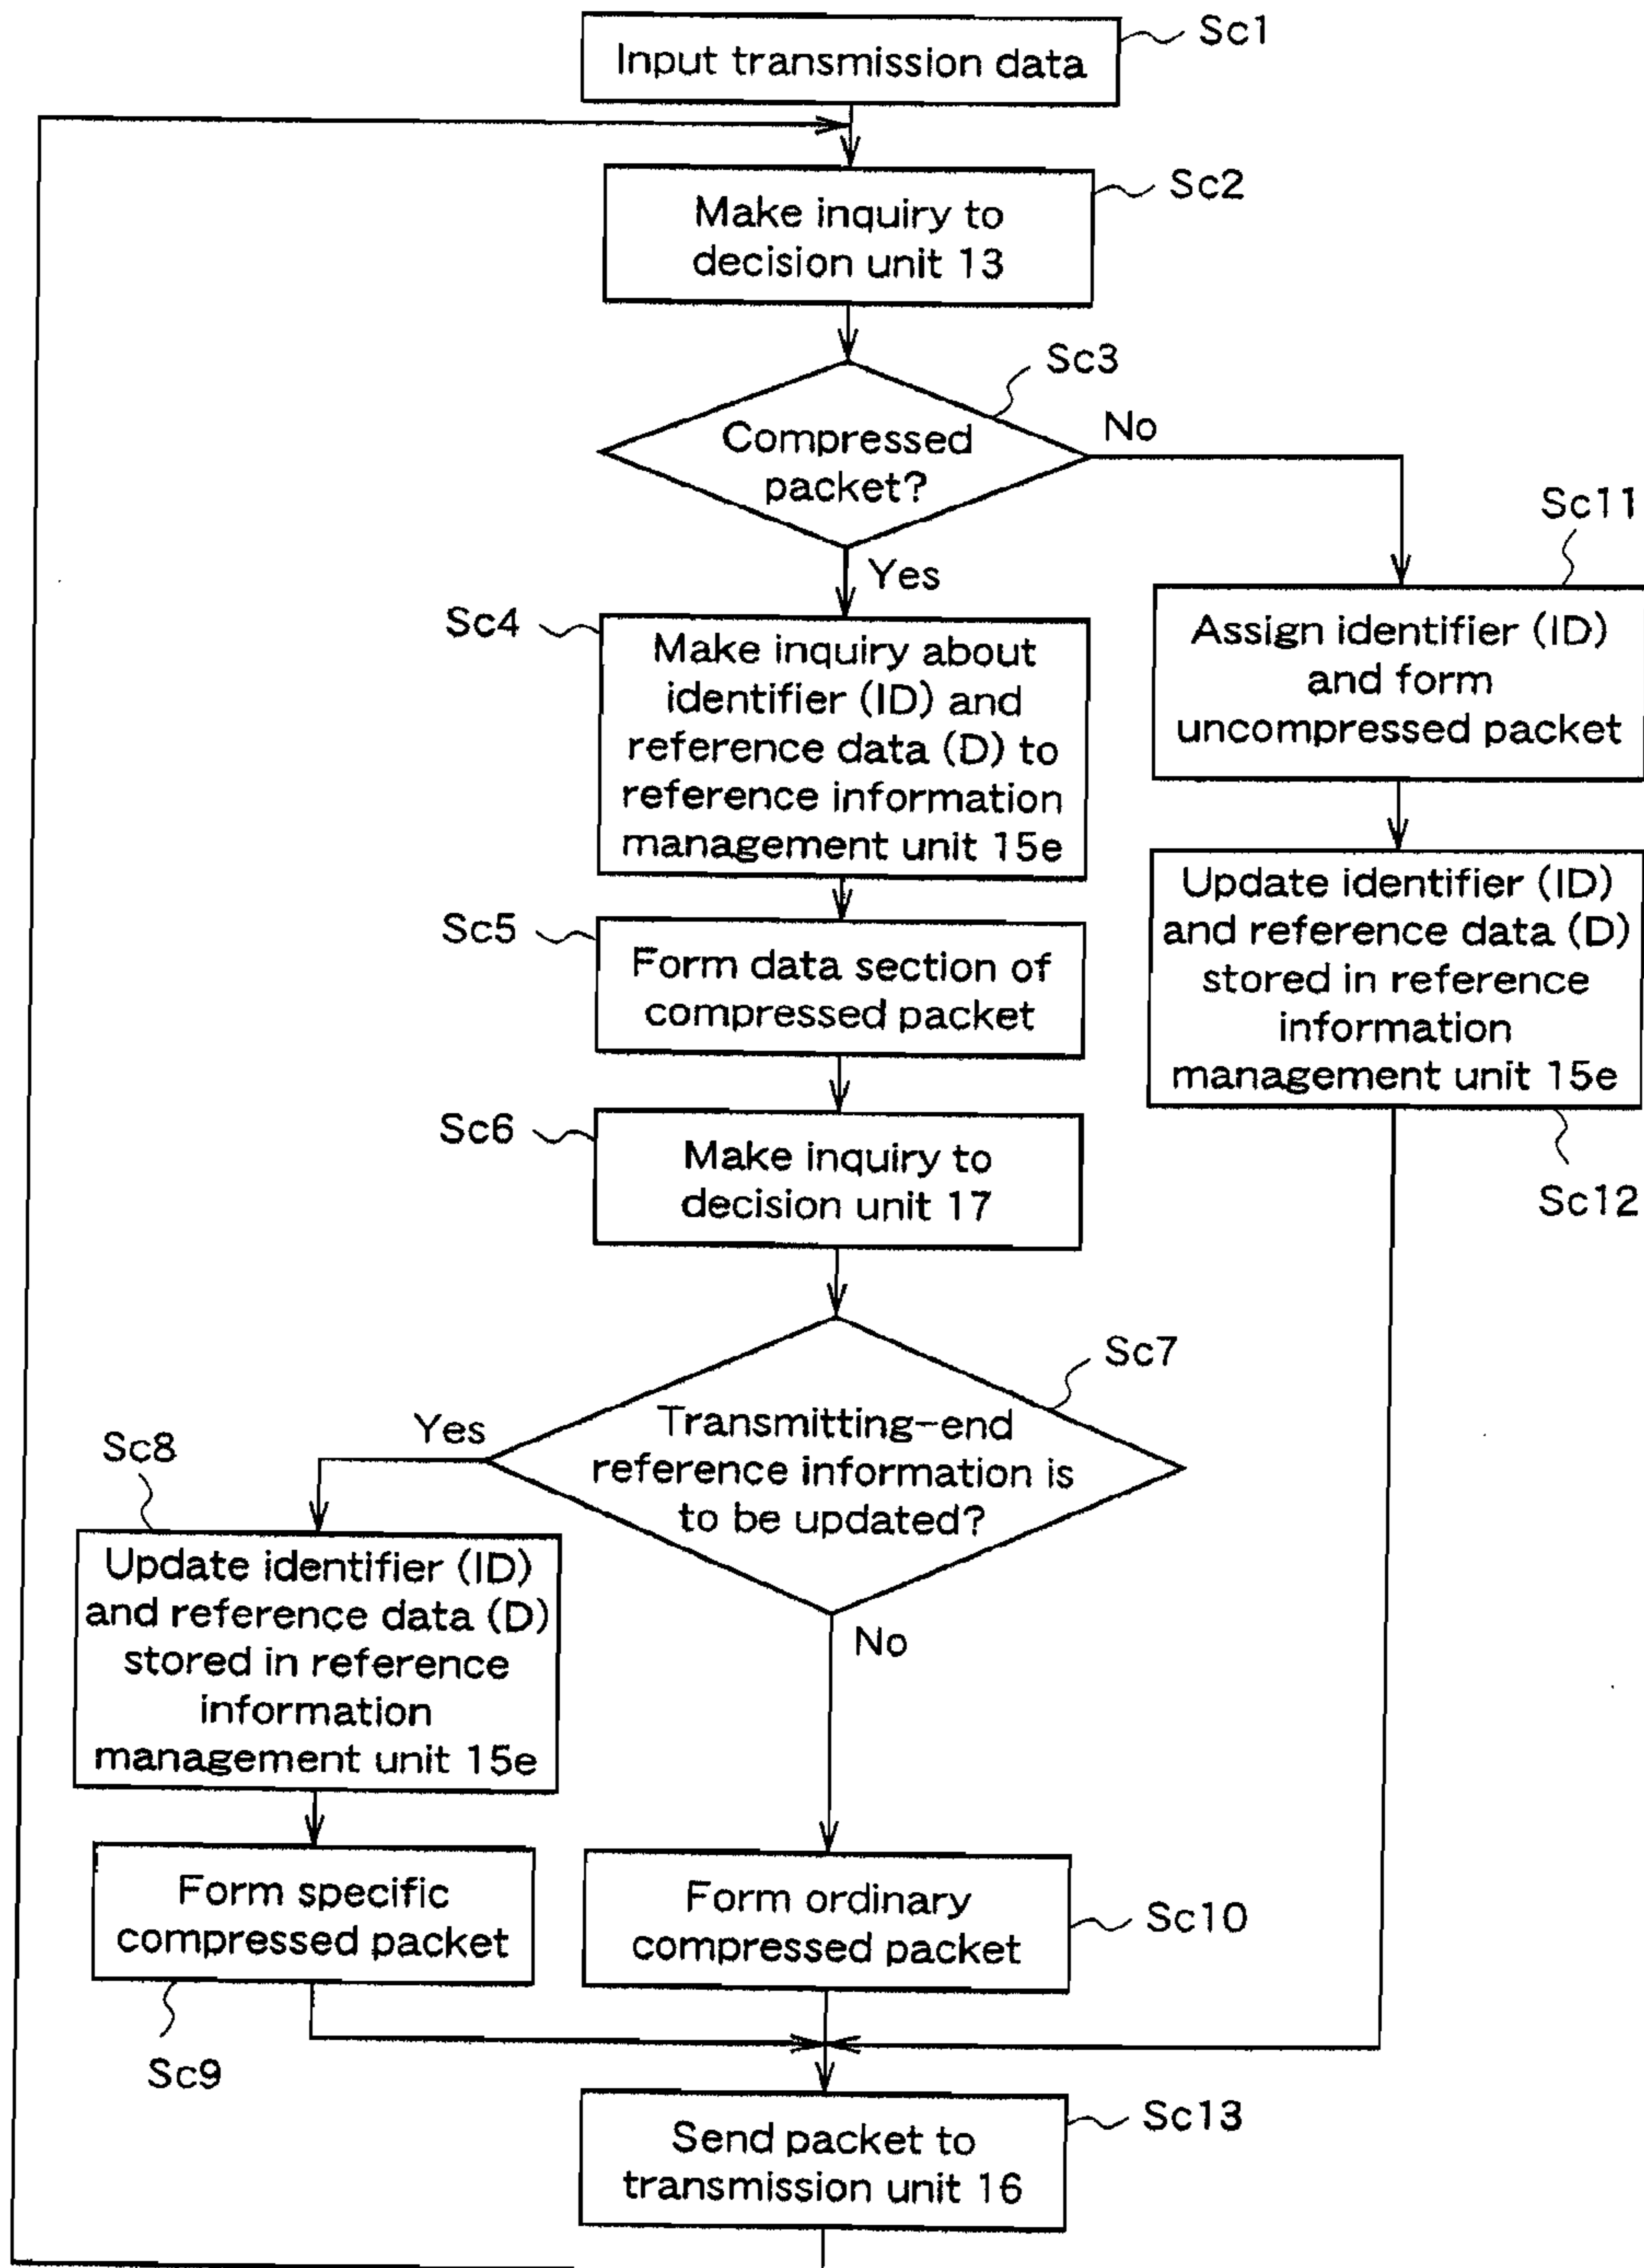 Sc1
Input transmission data
Sc2
Make inquiry to
decision unit 13
Sc3
Compressed
packet?
No
Yes
Sc4
Make inquiry about
identifier (ID) and
reference data (D) to
reference information
management unit 15e
Sc11
Assign identifier (ID)
and form
uncompressed packet
Sc5
Form data section of
compressed packet
Update identifier (ID)
and reference data (D)
stored in reference
information
management unit 15e
Sc12
Sc6
Make inquiry to
decision unit 17
Sc7
Transmitting-end
reference information is
to be updated?
Yes
No
Sc8
Update identifier (ID)
and reference data (D)
stored in reference
information
management unit 15e
Form specific
compressed packet
Sc9
Form ordinary
compressed packet
Sc10
Sc13
Send packet to
transmission unit 16